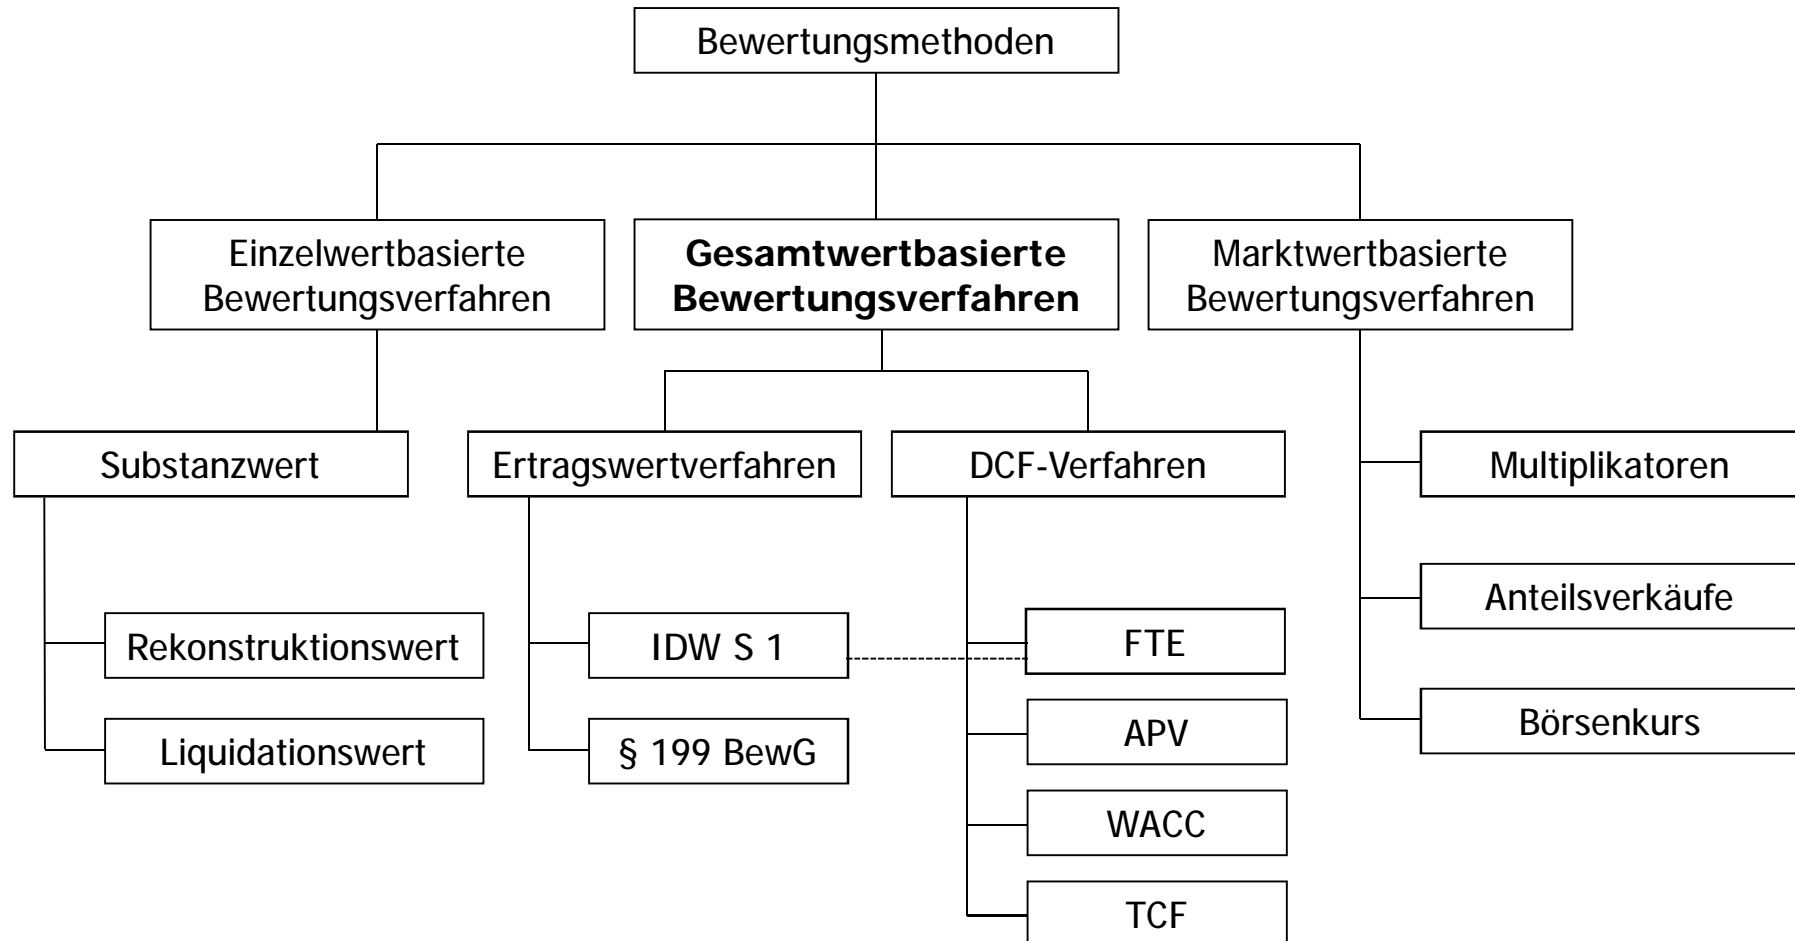 Bewertungsmethoden
Einzelwertbasierte
Bewertungsverfahren
Gesamtwertbasierte
Bewertungsverfahren
Marktwertbasierte
Bewertungsverfahren
Substanzwert
Ertragswertverfahren
DCF-Verfahren
Multiplikatoren
Rekonstruktionswert
IDW S 1
FTE
Anteilsverkäufe
Liquidationswert
§ 199 BewG
APV
Börsenkurs
WACC
TCF